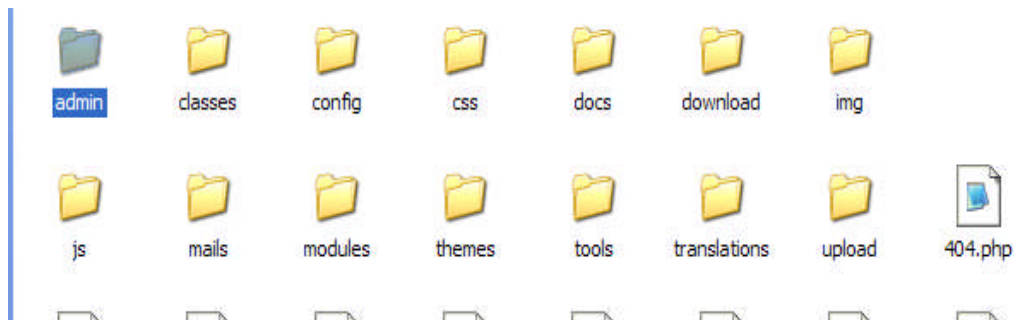 admin classes config css docs download img
js mails modules themes tools translations upload 404.php